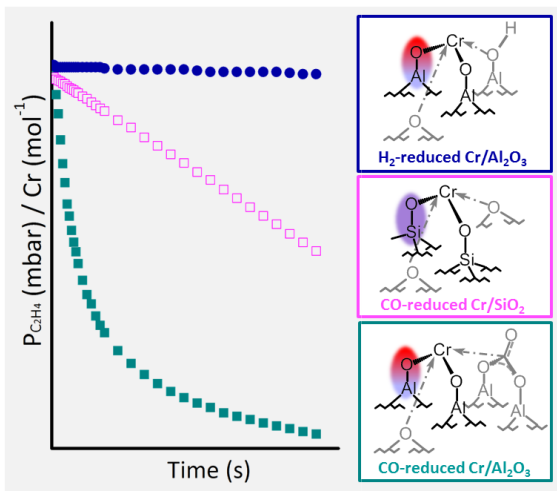 P_C₂H₄ (mbar) / Cr (mol⁻¹)
Time (s)
H
O
Cr
O
O
Al
Al
Al
O
H₂-reduced Cr/Al₂O₃
Cr
O
O
O
Si
Si
O
CO-reduced Cr/SiO₂
O
Cr
O
O
O
O
Al
Al
Al
Al
O
CO-reduced Cr/Al₂O₃